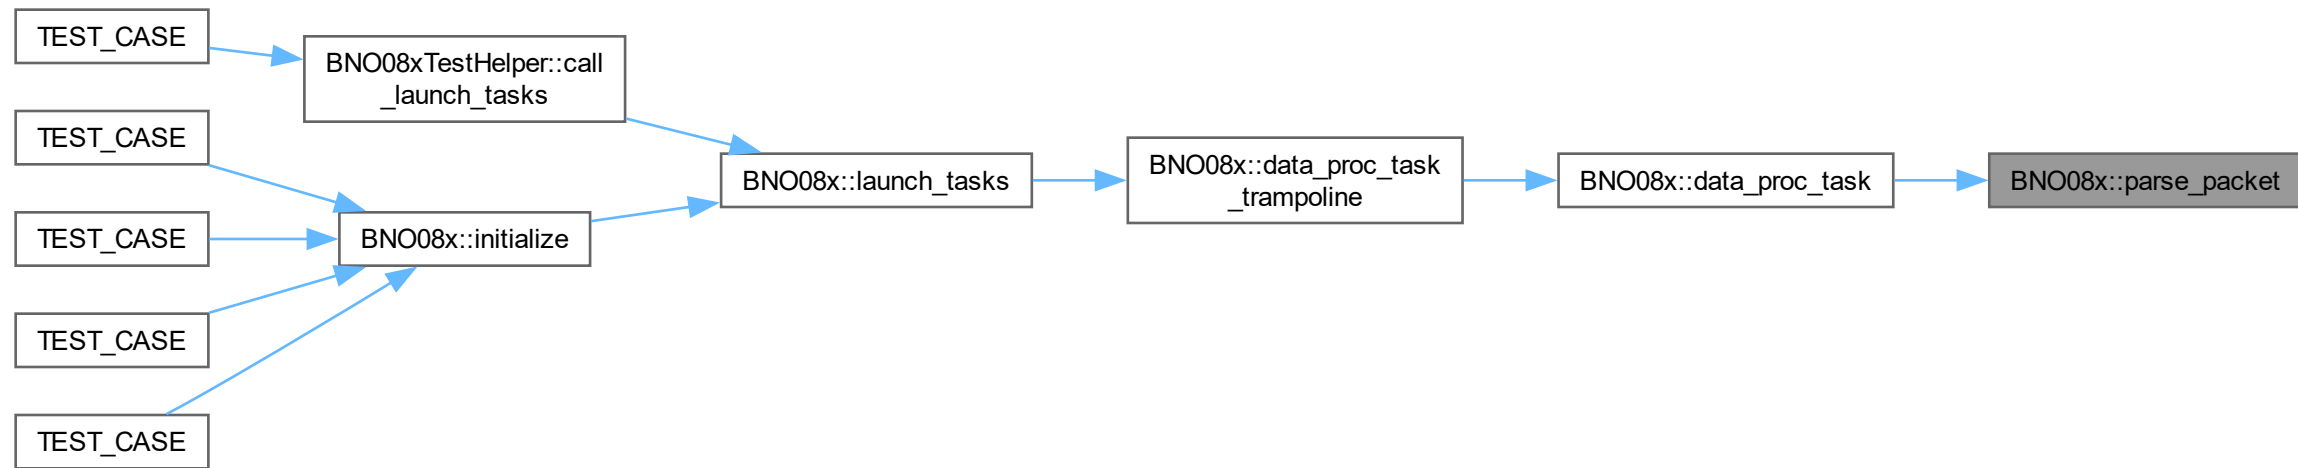 TEST_CASE
BNO08xTestHelper::call
_launch_tasks
TEST_CASE
BNO08x::data_proc_task
_trampoline
BNO08x::launch_tasks
BNO08x::data_proc_task
BNO08x::parse_packet
TEST_CASE
BNO08x::initialize
TEST_CASE
TEST_CASE